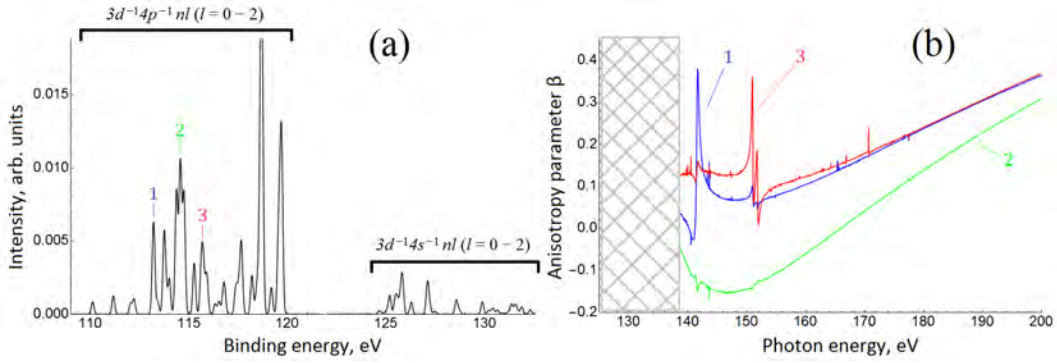 3d⁻¹4p⁻¹ nl (l = 0 – 2)
(a)
(b)
Intensity, arb. units
0.015
0.010
0.005
0.000
1
2
3
3d⁻¹4s⁻¹ nl (l = 0 – 2)
110 115 120 125 130
Binding energy, eV
Anisotropy parameter β
0.4
0.3
0.2
0.1
0.0
−0.1
−0.2
1
3
2
130 140 150 160 170 180 190 200
Photon energy, eV